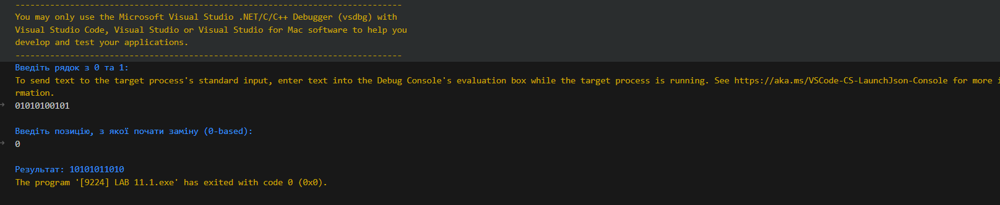 --------------------------------------------------------------------------------
You may only use the Microsoft Visual Studio .NET/C/C++ Debugger (vsdbg) with
Visual Studio Code, Visual Studio or Visual Studio for Mac software to help you
develop and test your applications.
--------------------------------------------------------------------------------
Введіть рядок з 0 та 1:
To send text to the target process's standard input, enter text into the Debug Console's evaluation box while the target process is running. See https://aka.ms/VSCode-CS-LaunchJson-Console for more i
rmation.
→ 01010100101
Введіть позицію, з якої почати заміну (0-based):
→ 0
Результат: 10101011010
The program '[9224] LAB 11.1.exe' has exited with code 0 (0x0).